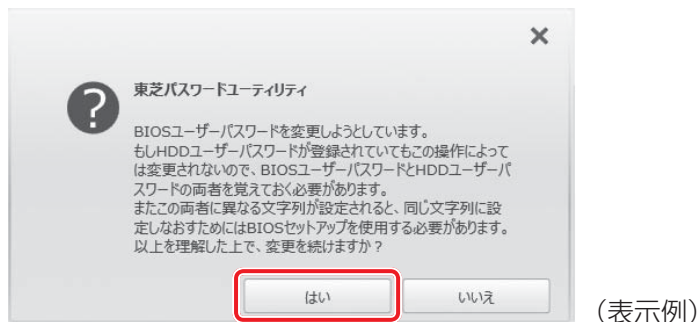 東芝パスワードユーティリティ
BIOSユーザーパスワードを変更しようとしています。
もしHDDユーザーパスワードが登録されていてもこの操作によって
は変更されないので、BIOSユーザーパスワードとHDDユーザーパ
スワードの両者を覚えておく必要があります。
またこの両者に異なる文字列が設定されると、同じ文字列に設
定しなおすためにはBIOSセットアップを使用する必要があります。
以上を理解した上で、変更を続けますか？
はい
いいえ
（表示例）